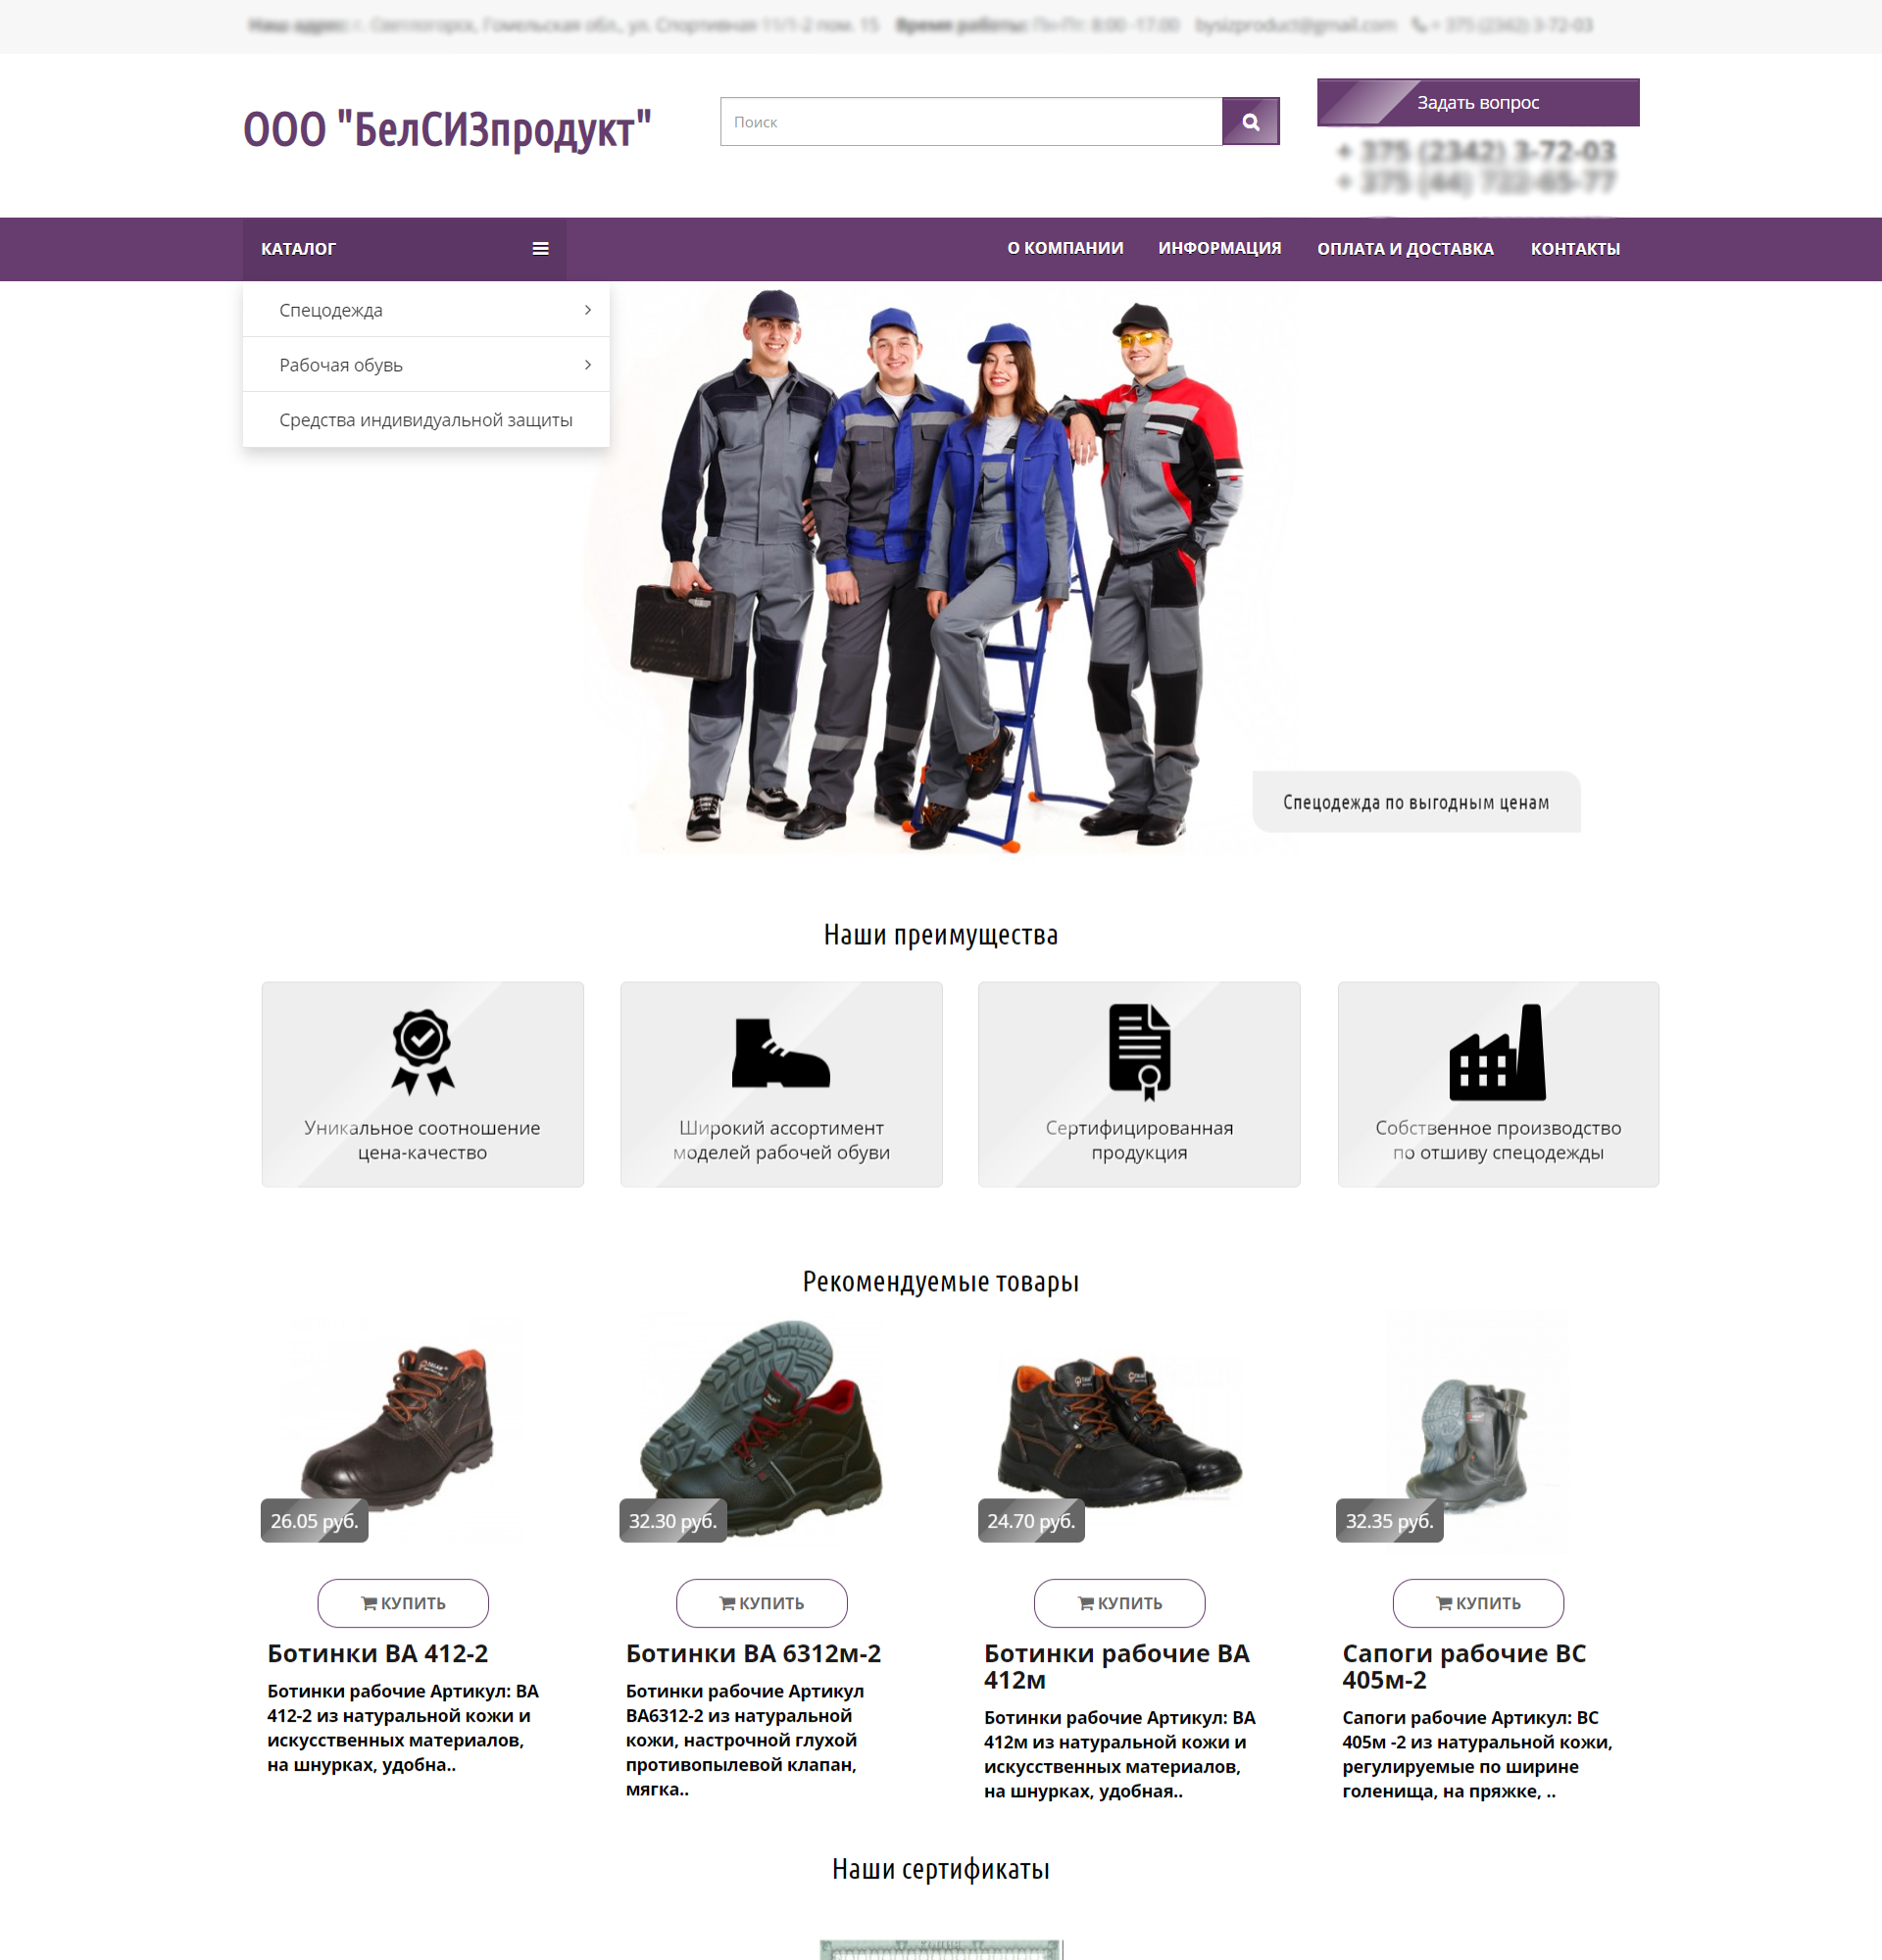 ООО "БелСИЗпродукт"
Поиск
Задать вопрос
+ 375 (2342) 3-72-03
+ 375 (44) 722-65-77
КАТАЛОГ
О КОМПАНИИ ИНФОРМАЦИЯ ОПЛАТА И ДОСТАВКА КОНТАКТЫ
Спецодежда
Рабочая обувь
Средства индивидуальной защиты
Спецодежда по выгодным ценам
Наши преимущества
Уникальное соотношение
цена-качество
Широкий ассортимент
моделей рабочей обуви
Сертифицированная
продукция
Собственное производство
по отшиву спецодежды
Рекомендуемые товары
26.05 руб.
КУПИТЬ
Ботинки ВА 412-2
Ботинки рабочие Артикул: ВА
412-2 из натуральной кожи и
искусственных материалов,
на шнурках, удобна..
32.30 руб.
КУПИТЬ
Ботинки ВА 6312м-2
Ботинки рабочие Артикул
ВА6312-2 из натуральной
кожи, настрочной глухой
противопылевой клапан,
мягка..
24.70 руб.
КУПИТЬ
Ботинки рабочие ВА
412м
Ботинки рабочие Артикул: ВА
412м из натуральной кожи и
искусственных материалов,
на шнурках, удобная..
32.35 руб.
КУПИТЬ
Сапоги рабочие ВС
405м-2
Сапоги рабочие Артикул: ВС
405м -2 из натуральной кожи,
регулируемые по ширине
голенища, на пряжке, ..
Наши сертификаты